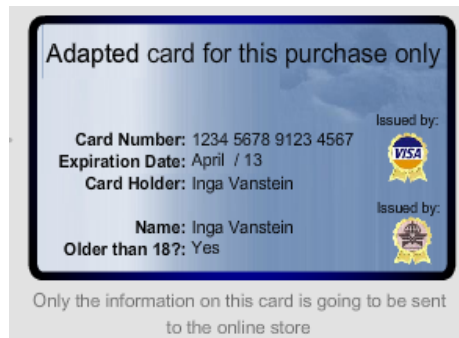 Adapted card for this purchase only
Issued by:
Card Number: 1234 5678 9123 4567
VISA
Expiration Date: April / 13
Card Holder: Inga Vanstein
Issued by:
Name: Inga Vanstein
Older than 18?: Yes
Only the information on this card is going to be sent
to the online store